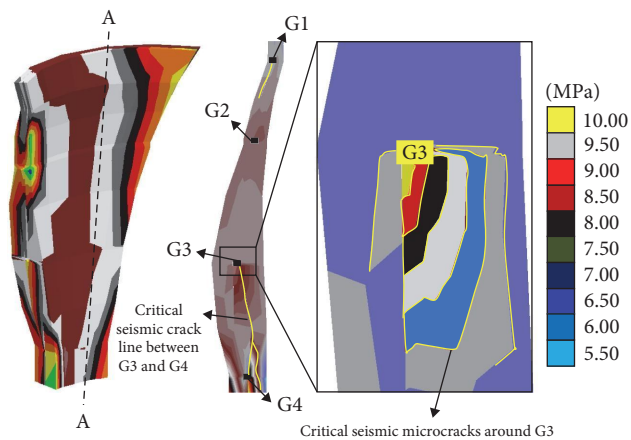 A
G1
G2
G3
Critical
seismic crack
line between
G3 and G4
A
G4
G3
Critical seismic microcracks around G3
(MPa)
10.00
9.50
9.00
8.50
8.00
7.50
7.00
6.50
6.00
5.50